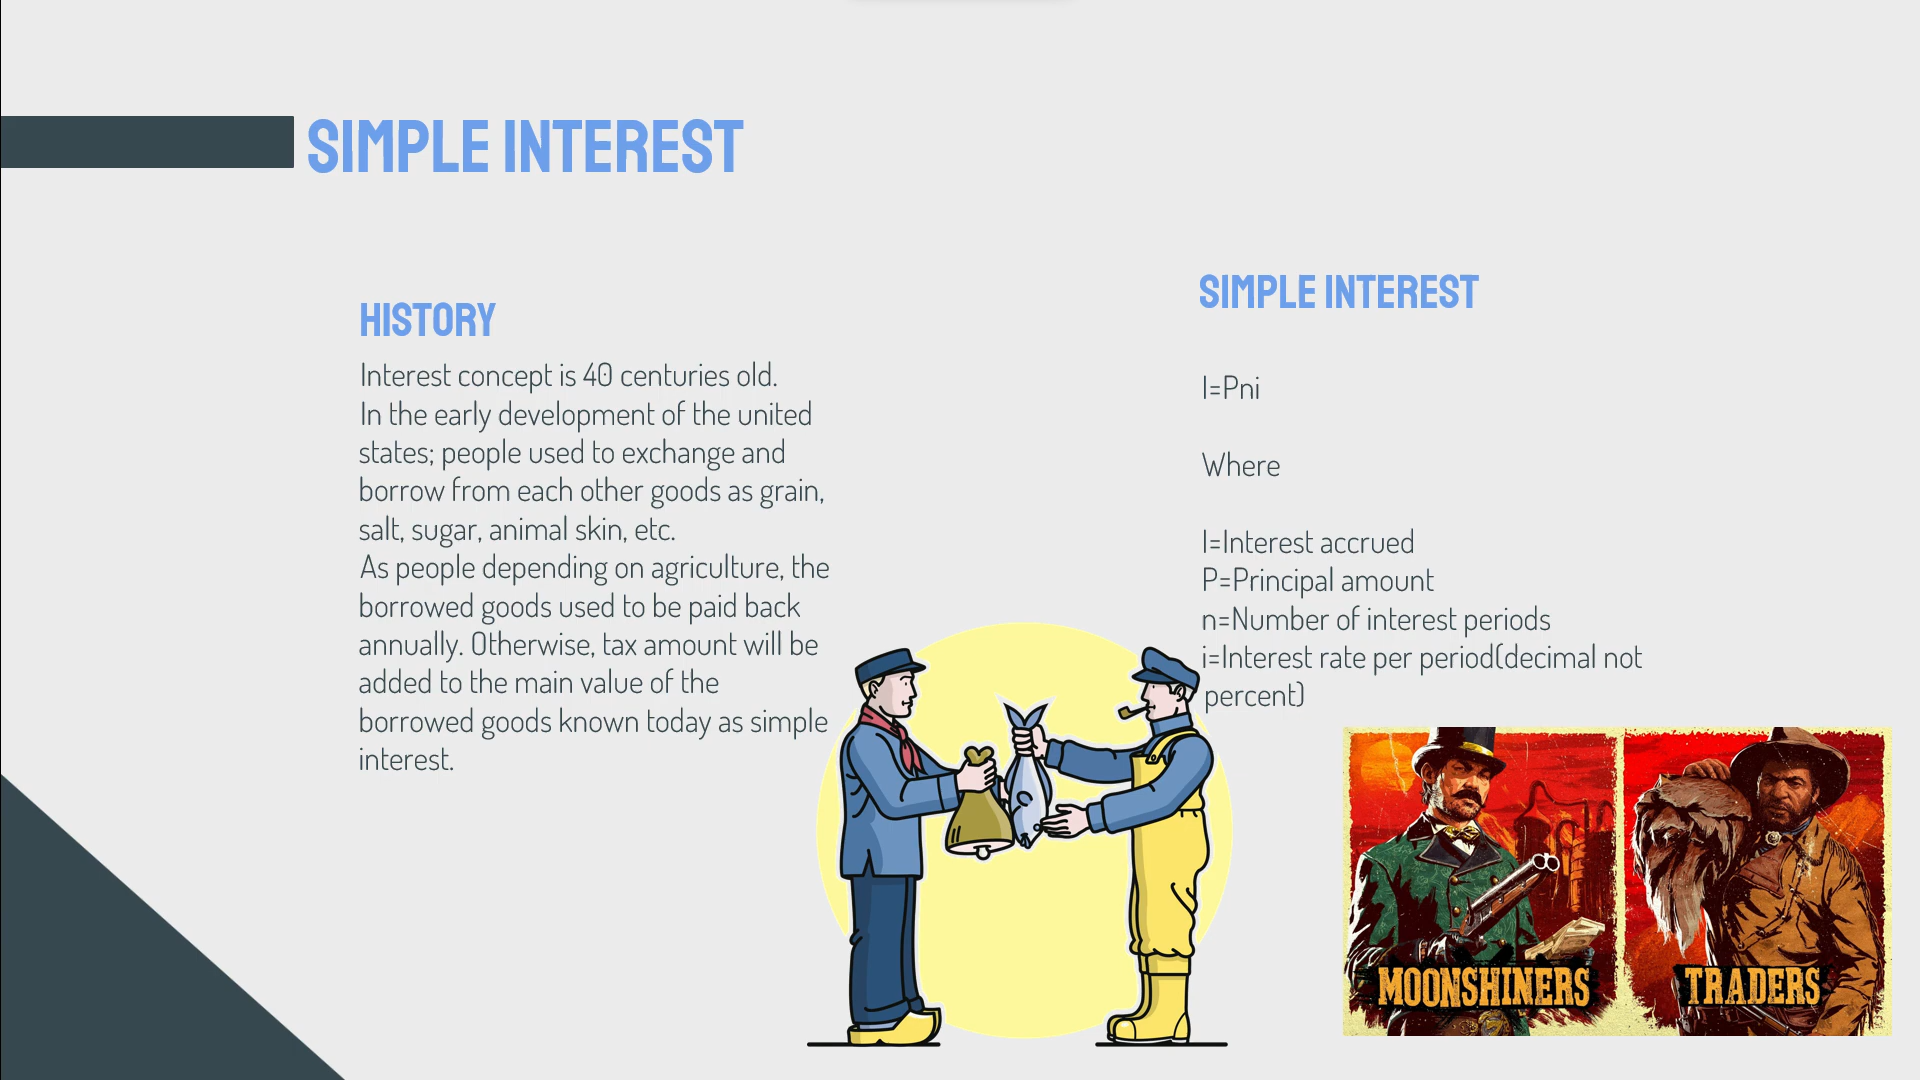 SIMPLE INTEREST
HISTORY
Interest concept is 40 centuries old.
In the early development of the united
states; people used to exchange and
borrow from each other goods as grain,
salt, sugar, animal skin, etc.
As people depending on agriculture, the
borrowed goods used to be paid back
annually. Otherwise, tax amount will be
added to the main value of the
borrowed goods known today as simple
interest.
SIMPLE INTEREST
I=Pni
Where
I=Interest accrued
P=Principal amount
n=Number of interest periods
i=Interest rate per period(decimal not
percent)
MOONSHINERS
TRADERS